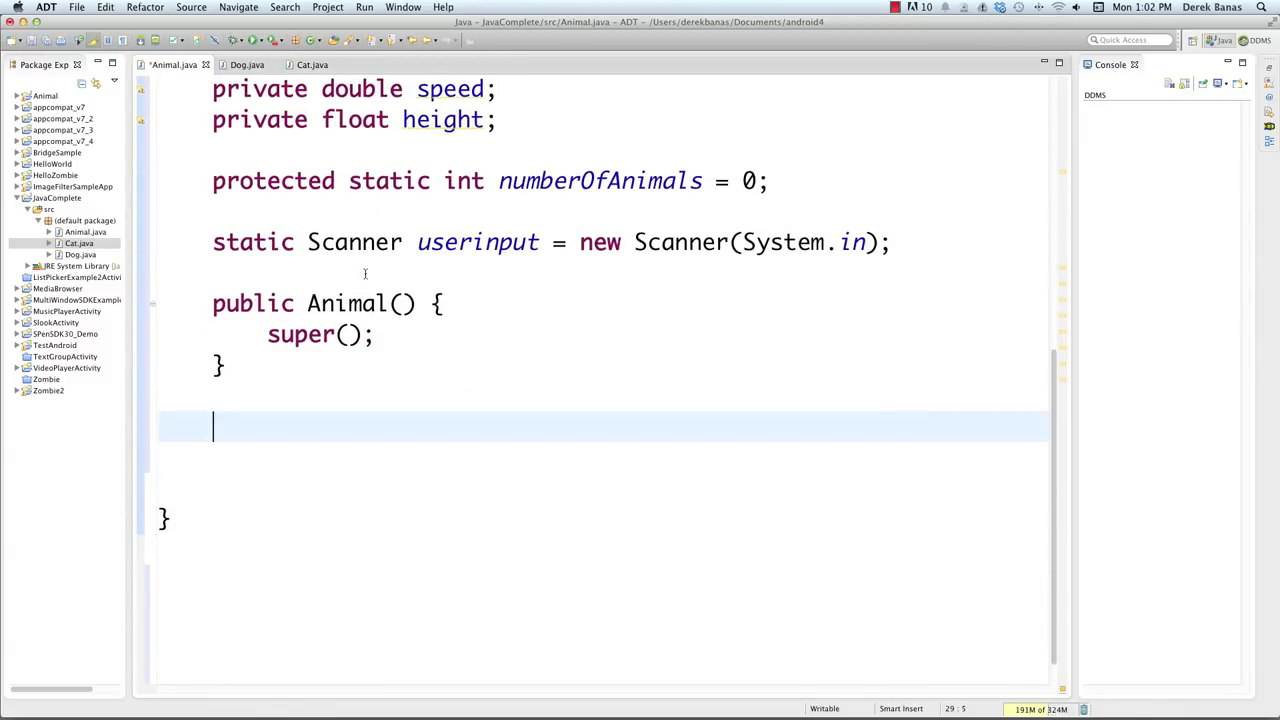 ADT File Edit Refactor Source Navigate Search Project Run Window Help 10 Mon 1:02 PM Derek Banas
Java – JavaComplete/src/Animal.java – ADT – /Users/derekbanas/Documents/android4
Quick Access Java DDMS
Package Exp
*Animal.java Dog.java Cat.java
Console
DDMS
Animal
appcompat_v7
appcompat_v7_2
appcompat_v7_3
appcompat_v7_4
BridgeSample
HelloWorld
HelloZombie
ImageFilterSampleApp
JavaComplete
src
(default package)
Animal.java
Cat.java
Dog.java
JRE System Library [Ja
ListPickerExample2Activi
MediaBrowser
MultiWindowSDKExample
MusicPlayerActivity
SlookActivity
SPenSDK30_Demo
TestAndroid
TextGroupActivity
VideoPlayerActivity
Zombie
Zombie2
private double speed;
private float height;
protected static int numberOfAnimals = 0;
static Scanner userinput = new Scanner(System.in);
public Animal() {
super();
}
}
Writable Smart Insert 29 : 5 191M of 324M